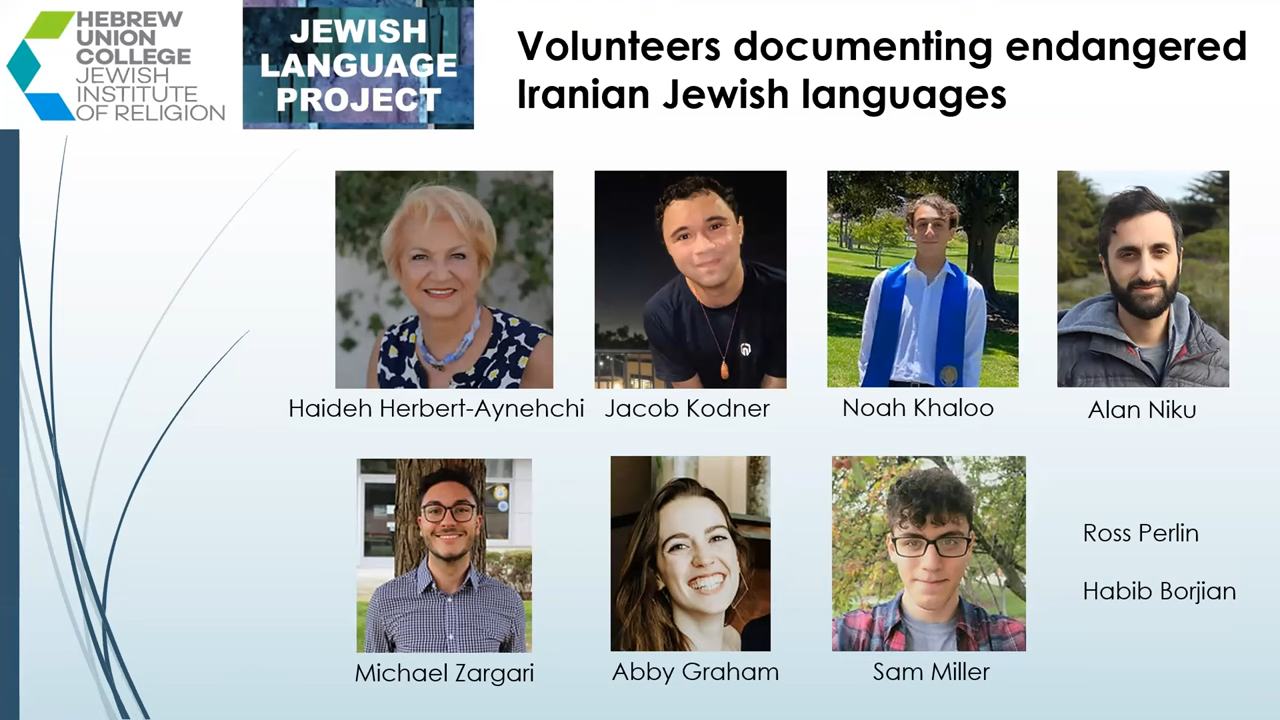 HEBREW
UNION
COLLEGE
JEWISH
INSTITUTE
OF RELIGION
JEWISH
LANGUAGE
PROJECT
Volunteers documenting endangered
Iranian Jewish languages
Haideh Herbert-Aynehchi
Jacob Kodner
Noah Khaloo
Alan Niku
Michael Zargari
Abby Graham
Sam Miller
Ross Perlin
Habib Borjian